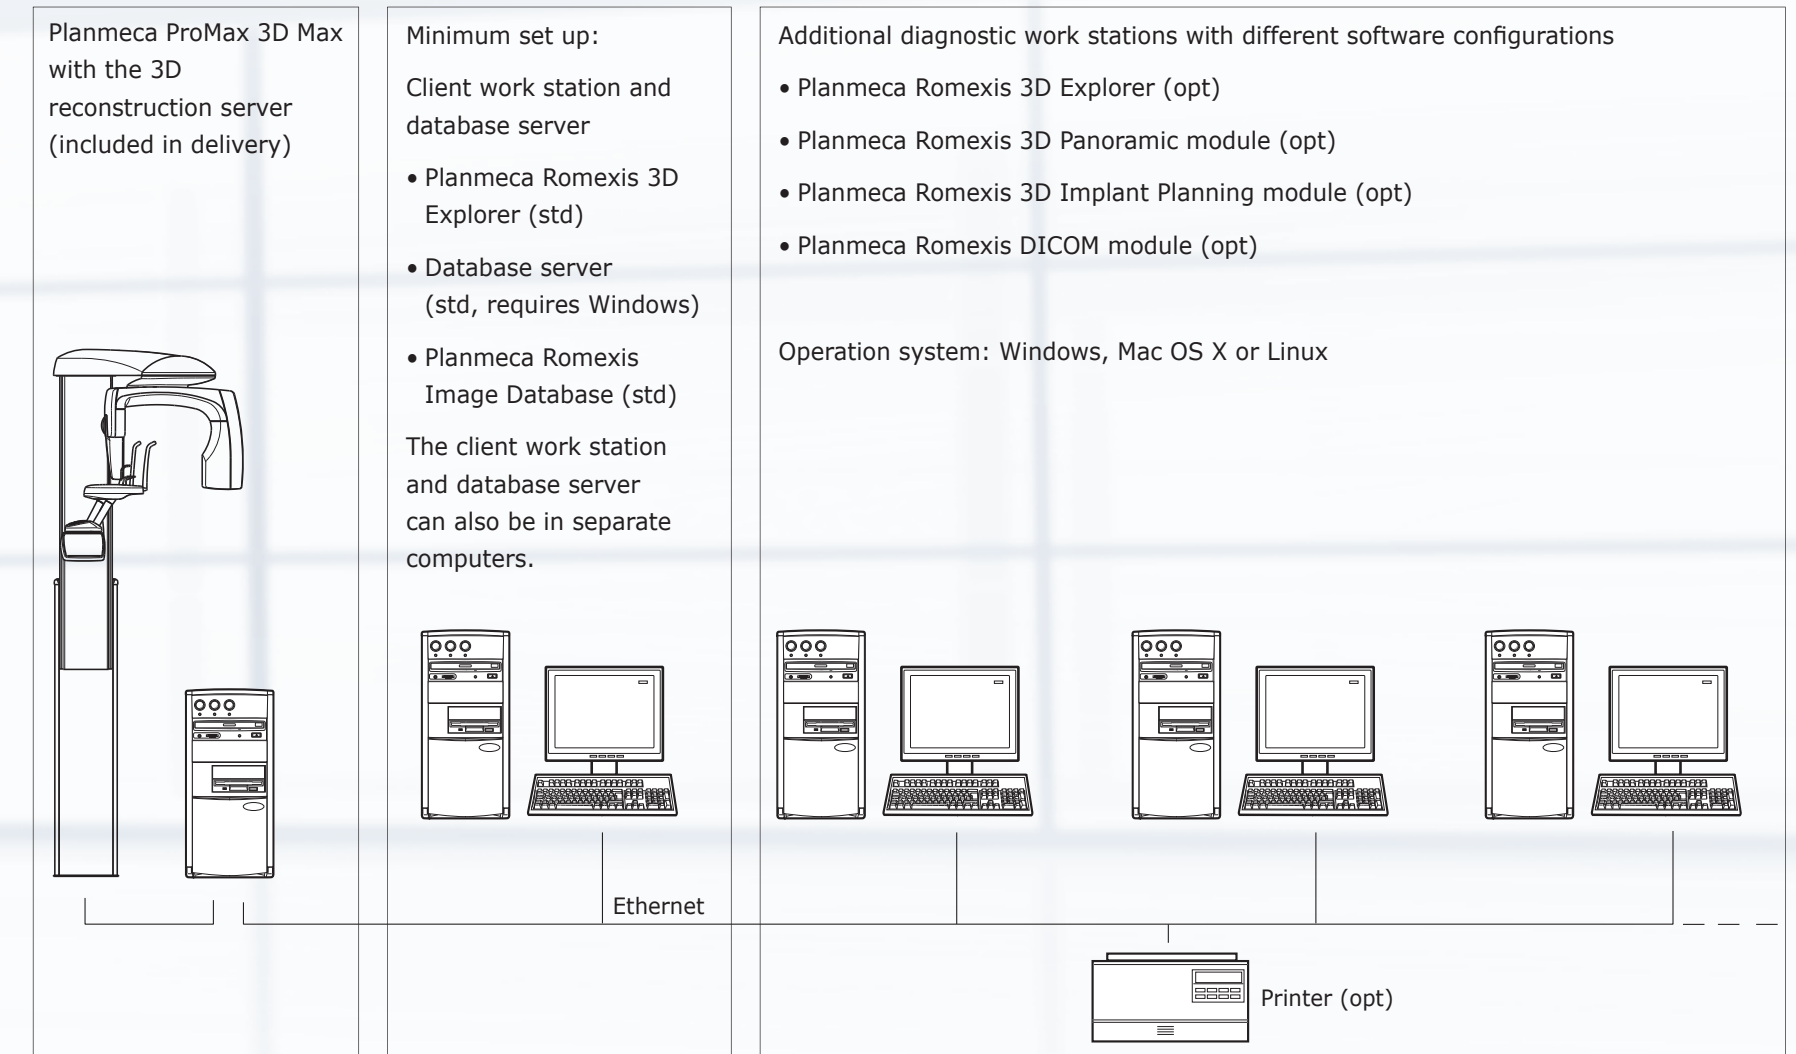 Planmeca ProMax 3D Max
with the 3D
reconstruction server
(included in delivery)
Minimum set up:
Client work station and
database server
• Planmeca Romexis 3D
Explorer (std)
• Database server
(std, requires Windows)
• Planmeca Romexis
Image Database (std)
The client work station
and database server
can also be in separate
computers.
Additional diagnostic work stations with different software configurations
• Planmeca Romexis 3D Explorer (opt)
• Planmeca Romexis 3D Panoramic module (opt)
• Planmeca Romexis 3D Implant Planning module (opt)
• Planmeca Romexis DICOM module (opt)
Operation system: Windows, Mac OS X or Linux
Ethernet
Printer (opt)